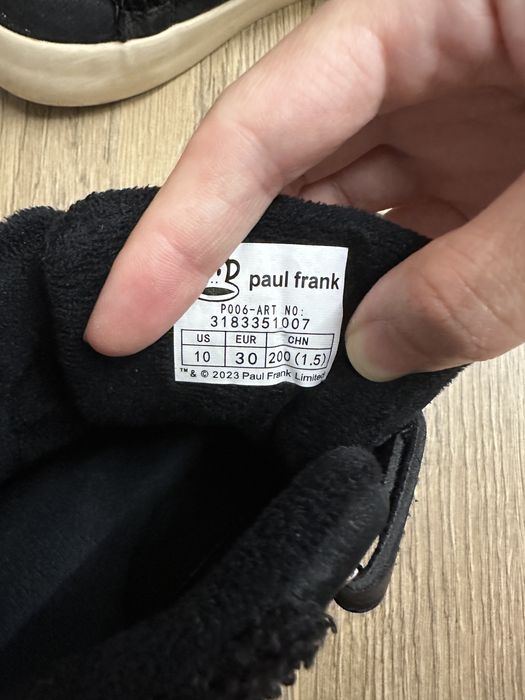 paul frank
P006-ART NO:
3183351007
US EUR CHN
10 30 200(1.5)
™& © 2023 Paul Frank Limited